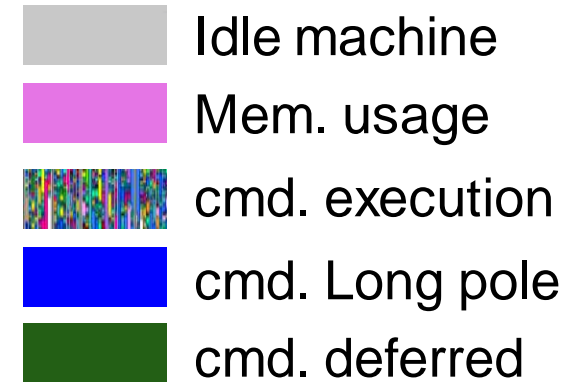 Idle machine
Mem. usage
cmd. execution
cmd. Long pole
cmd. deferred